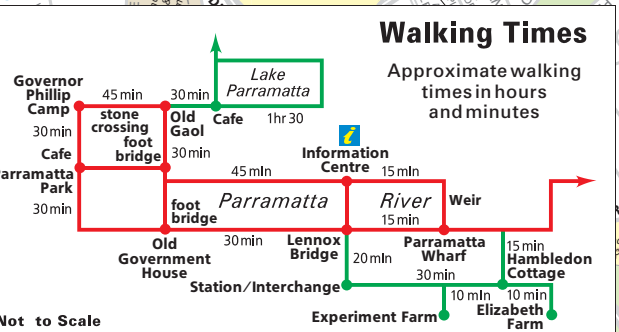 Walking Times
Approximate walking
times in hours
and minutes
Lake
Parramatta
Governor
Phillip
Camp
45 min
30 min
stone
crossing
Old
Gaol
Cafe
1hr 30
foot
bridge
30 min
30 min
Cafe
Parramatta
Park
30 min
i
Information
Centre
45 min
15 min
Parramatta
River
Weir
foot
bridge
15 min
Old
Government
House
30 min
Lennox
Bridge
Parramatta
Wharf
15 min
Hambledon
Cottage
20 min
30 min
Station/Interchange
10 min
10 min
Experiment Farm
Elizabeth
Farm
Not to Scale